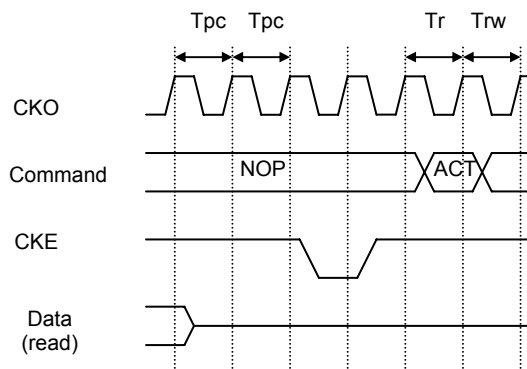 Tpc Tpc Tr Trw
CKO
Command NOP ACT
CKE
Data
(read)